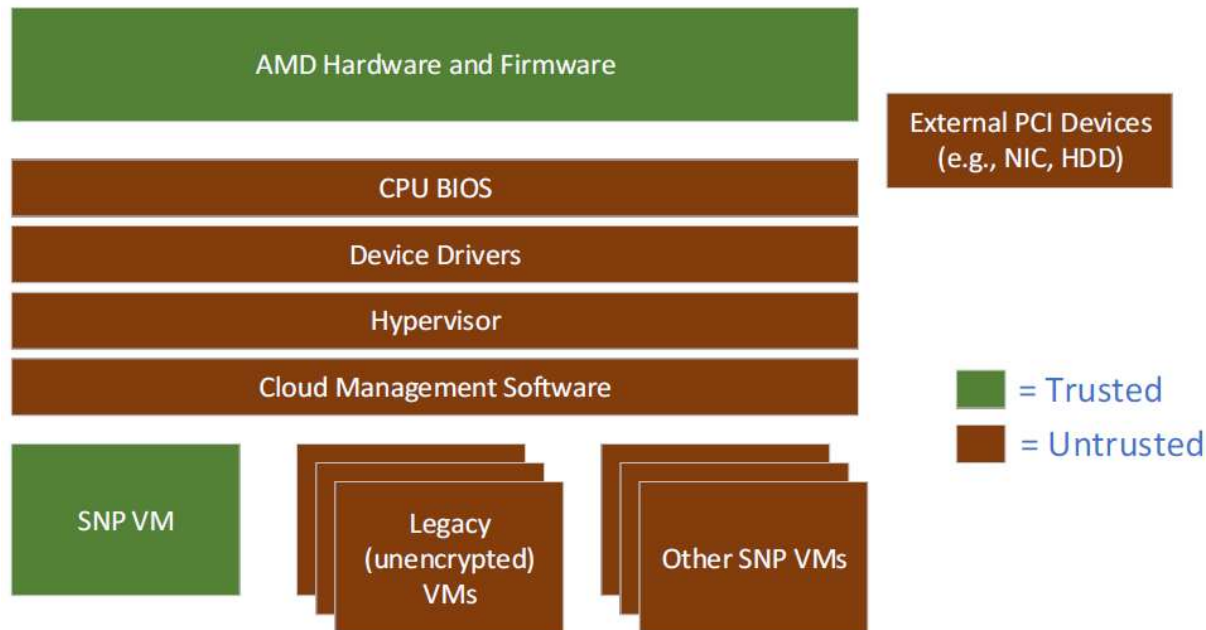 AMD Hardware and Firmware
External PCI Devices
(e.g., NIC, HDD)
CPU BIOS
Device Drivers
Hypervisor
Cloud Management Software
= Trusted
= Untrusted
SNP VM
Legacy
(unencrypted)
VMs
Other SNP VMs